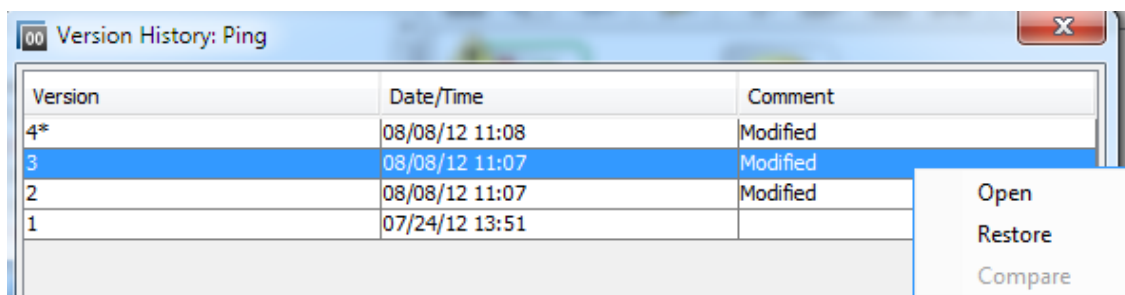 00 Version History: Ping
Version Date/Time Comment
4* 08/08/12 11:08 Modified
3 08/08/12 11:07 Modified
2 08/08/12 11:07 Modified
1 07/24/12 13:51
Open
Restore
Compare